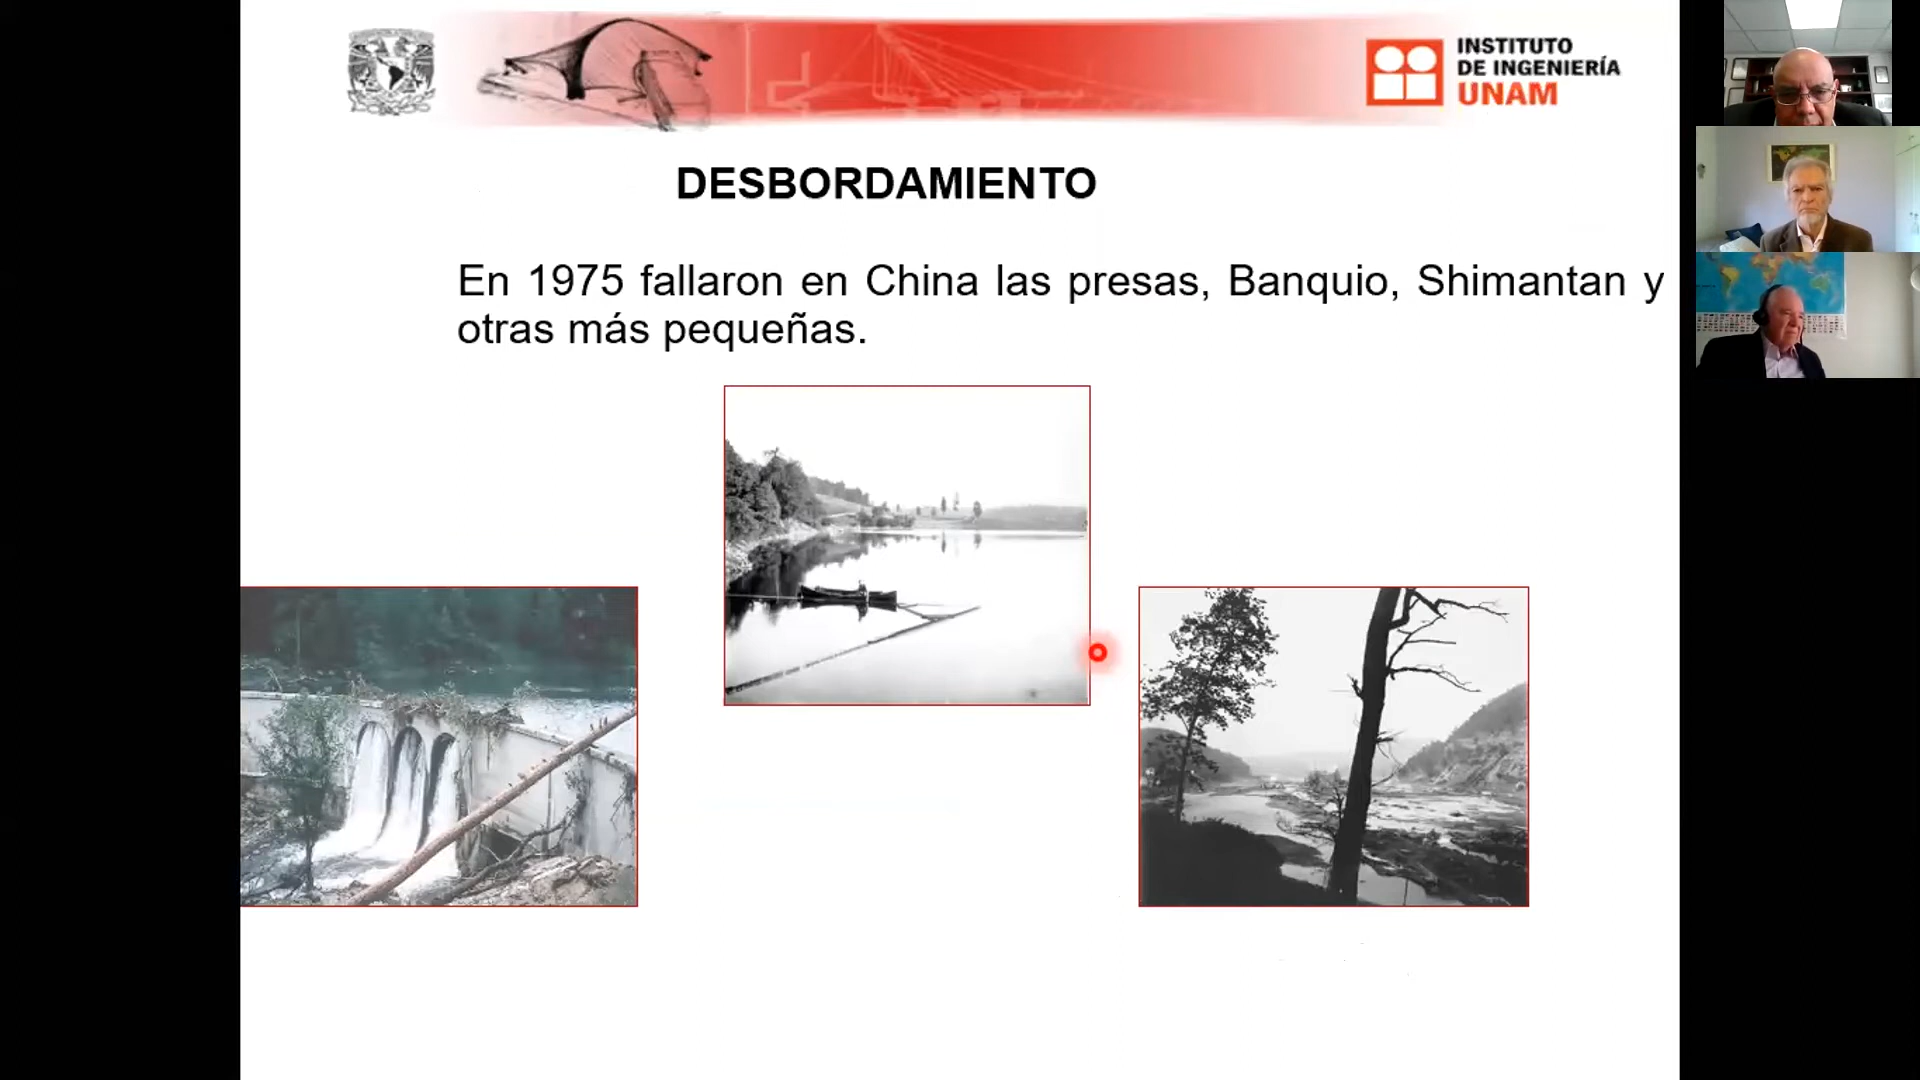 INSTITUTO
DE INGENIERÍA
UNAM
DESBORDAMIENTO
En 1975 fallaron en China las presas, Banquio, Shimantan y
otras más pequeñas.